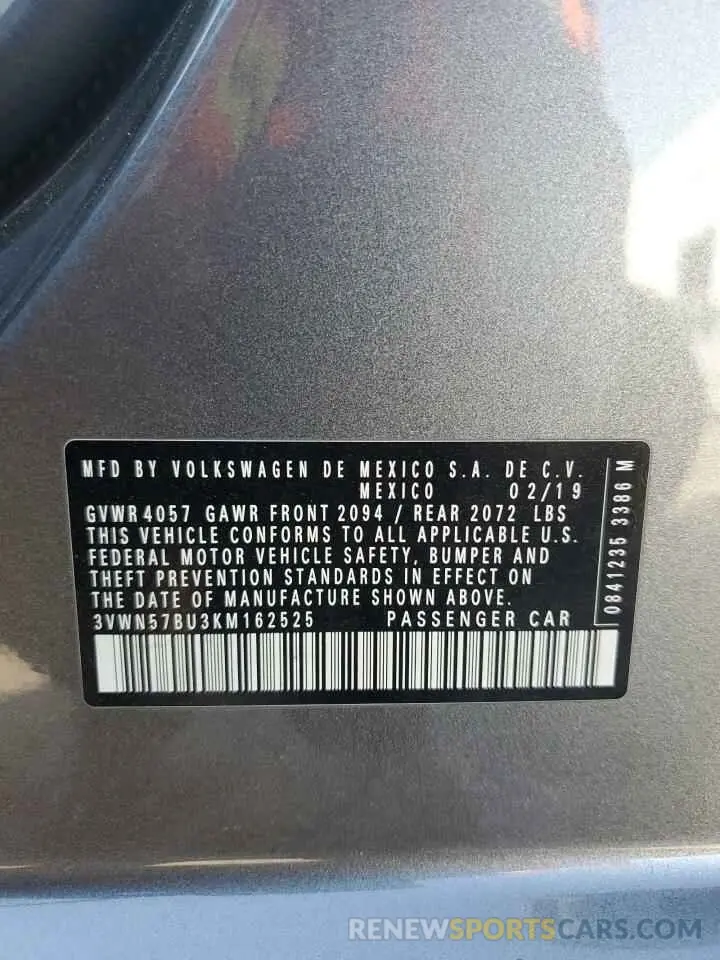 MFD BY VOLKSWAGEN DE MEXICO S.A. DE C.V.
MEXICO 02/19
GVWR 4057 GAWR FRONT 2094 / REAR 2072 LBS
THIS VEHICLE CONFORMS TO ALL APPLICABLE U.S.
FEDERAL MOTOR VEHICLE SAFETY, BUMPER AND
THEFT PREVENTION STANDARDS IN EFFECT ON
THE DATE OF MANUFACTURE SHOWN ABOVE.
3VWN57BU3KM162525 PASSENGER CAR
0841235 3386 M
RENEWSPORTSCARS.COM